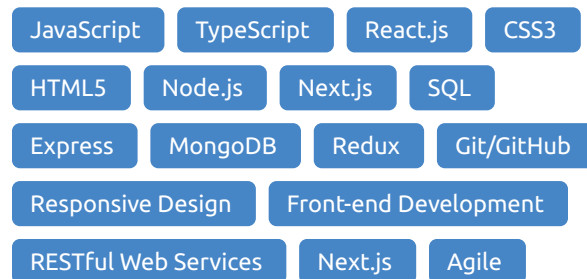 JavaScript TypeScript React.js CSS3
HTML5 Node.js Next.js SQL
Express MongoDB Redux Git/GitHub
Responsive Design Front-end Development
RESTful Web Services Next.js Agile